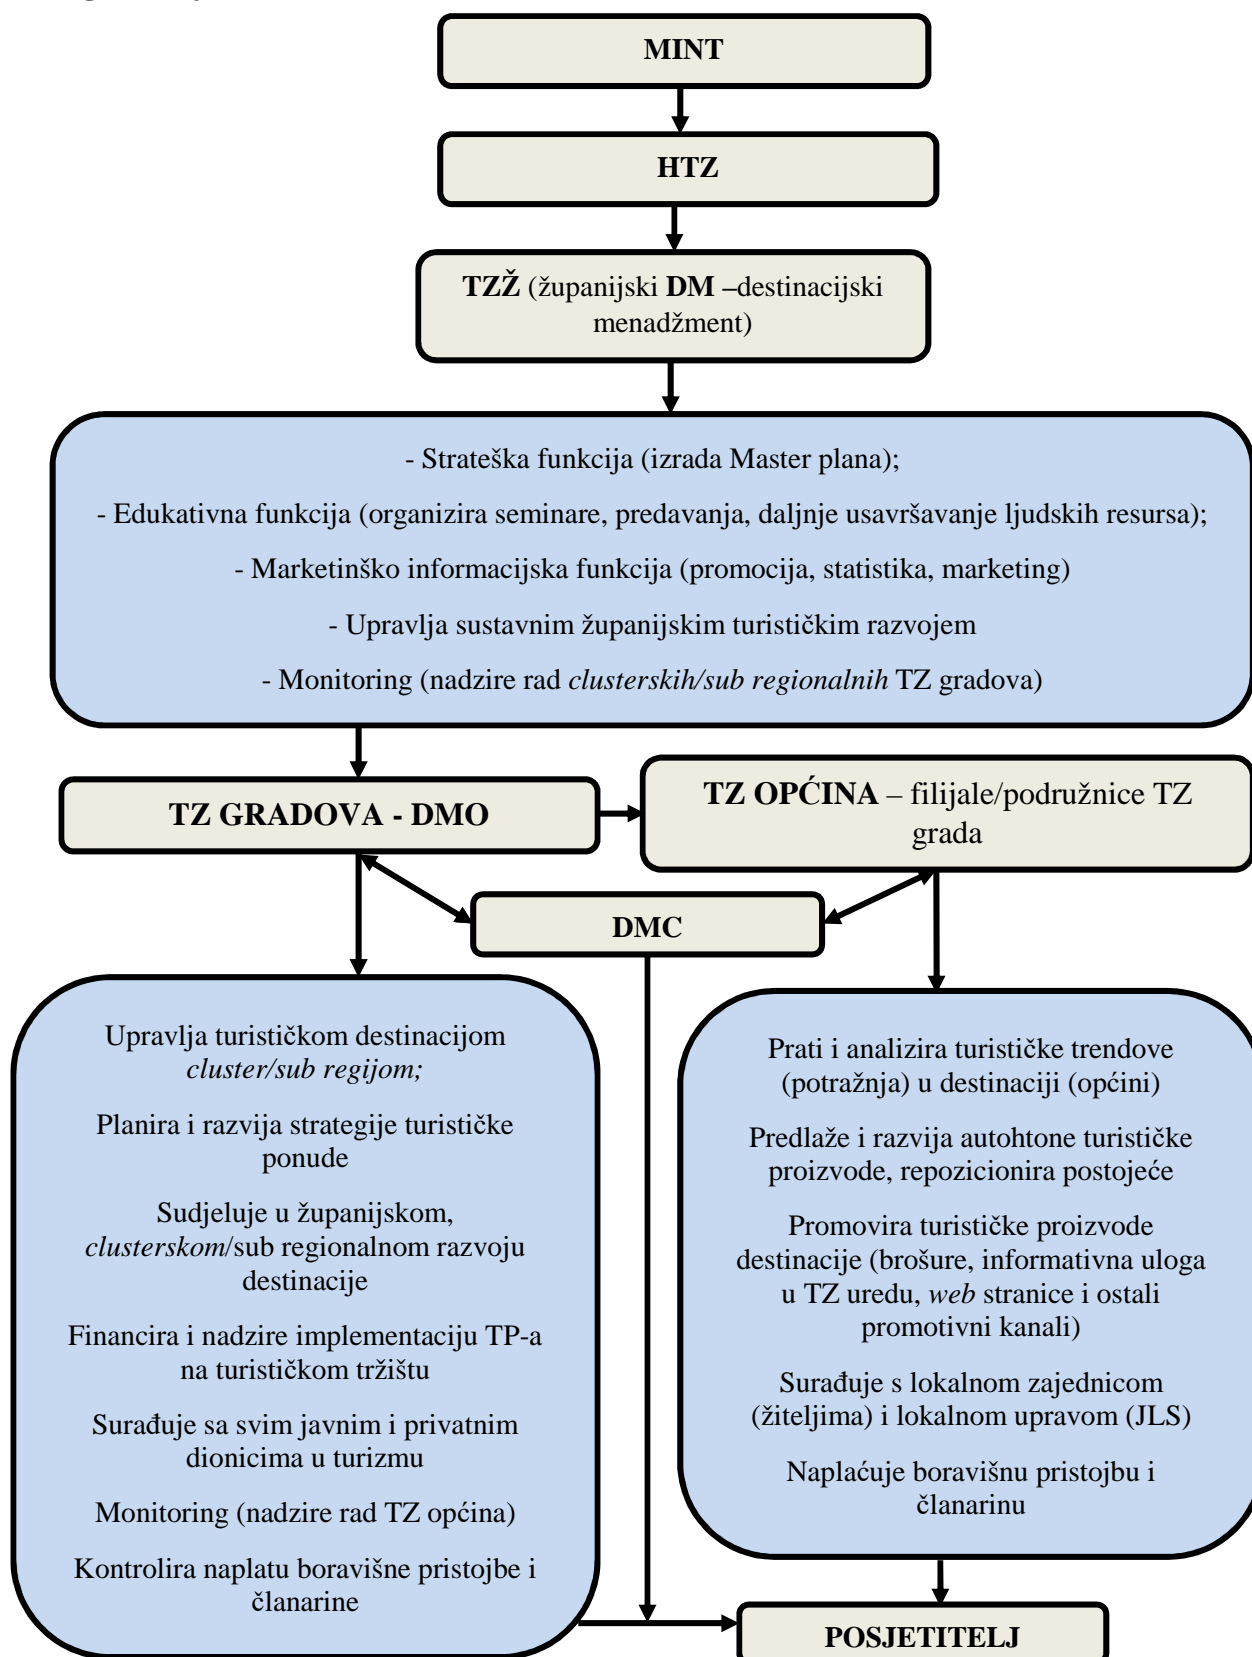 MINT
HTZ
TZŽ (županijski DM –destinacijski
menadžment)
- Strateška funkcija (izrada Master plana);
- Edukativna funkcija (organizira seminare, predavanja, daljnje usavršavanje ljudskih resursa);
- Marketinško informacijska funkcija (promocija, statistika, marketing)
- Upravlja sustavnim županijskim turističkim razvojem
- Monitoring (nadzire rad clusterskih/sub regionalnih TZ gradova)
TZ GRADOVA - DMO
TZ OPĆINA – filijale/podružnice TZ
grada
DMC
Upravlja turističkom destinacijom
cluster/sub regijom;
Planira i razvija strategije turističke
ponude
Sudjeluje u županijskom,
clusterskom/sub regionalnom razvoju
destinacije
Financira i nadzire implementaciju TP-a
na turističkom tržištu
Surađuje sa svim javnim i privatnim
dionicima u turizmu
Monitoring (nadzire rad TZ općina)
Kontrolira naplatu boravišne pristojbe i
članarine
Prati i analizira turističke trendove
(potražnja) u destinaciji (općini)
Predlaže i razvija autohtone turističke
proizvode, repozicionira postojeće
Promovira turističke proizvode
destinacije (brošure, informativna uloga
u TZ uredu, web stranice i ostali
promotivni kanali)
Surađuje s lokalnom zajednicom
(žiteljima) i lokalnom upravom (JLS)
Naplaćuje boravišnu pristojbu i
članarinu
POSJETITELJ